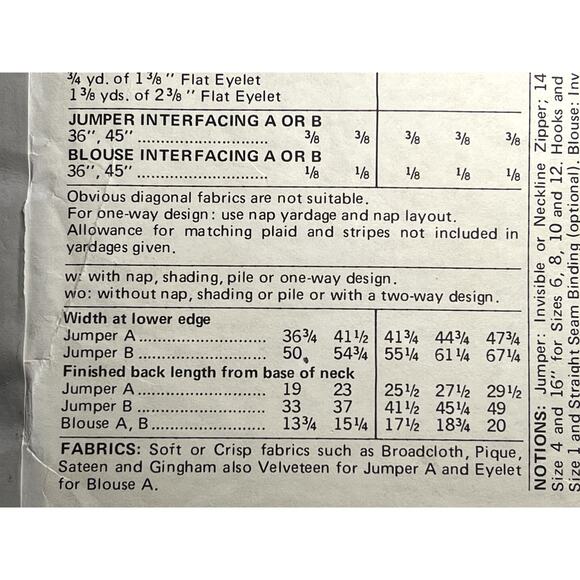 ¾ yd. of 1⅜" Flat Eyelet
1⅜ yds. of 2⅜" Flat Eyelet
JUMPER INTERFACING A OR B
36", 45" ........................ ⅜ ⅜ ⅜ ⅜ ⅜
BLOUSE INTERFACING A OR B
36", 45" ........................ ⅛ ⅛ ⅛ ⅛ ⅛
Obvious diagonal fabrics are not suitable.
For one-way design: use nap yardage and nap layout.
Allowance for matching plaid and stripes not included in
yardages given.
w: with nap, shading, pile or one-way design.
wo: without nap, shading or pile or with a two-way design.
Width at lower edge
Jumper A ........................ 36¾ 41½ 41¾ 44¾ 47¾
Jumper B ........................ 50 54¾ 55¼ 61¼ 67¼
Finished back length from base of neck
Jumper A ........................ 19 23 25½ 27½ 29½
Jumper B ........................ 33 37 41½ 45¼ 49
Blouse A, B ........................ 13¾ 15¼ 17½ 18¾ 20
FABRICS: Soft or Crisp fabrics such as Broadcloth, Pique,
Sateen and Gingham also Velveteen for Jumper A and Eyelet
for Blouse A.
NOTIONS: Jumper: Invisible or Neckline Zipper; 14
Size 4 and 16" for Sizes 6, 8, 10 and 12. Hooks and
Size 1 and Straight Seam Binding (optional). Blouse: Inv